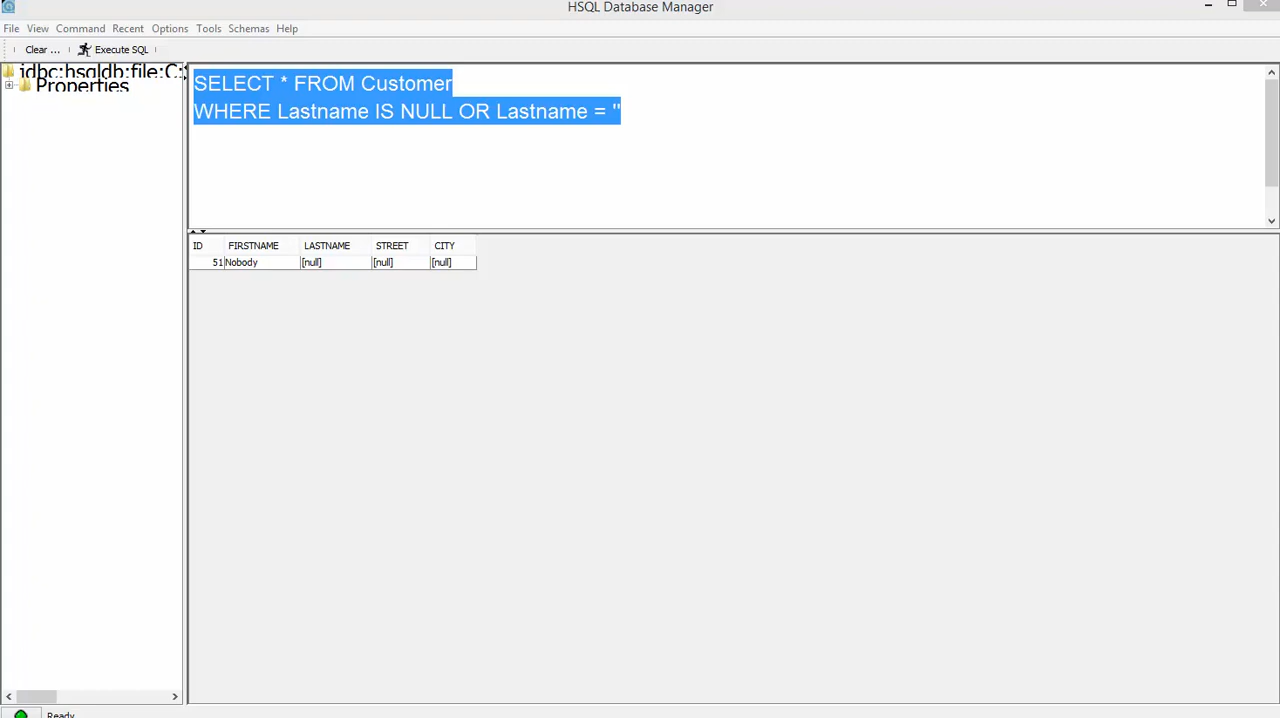 HSQL Database Manager
File View Command Recent Options Tools Schemas Help
Clear ... Execute SQL
jdbc:hsqldb:file:C:
Properties
SELECT * FROM Customer
WHERE Lastname IS NULL OR Lastname = ''
ID FIRSTNAME LASTNAME STREET CITY
51 Nobody [null] [null] [null]
Ready